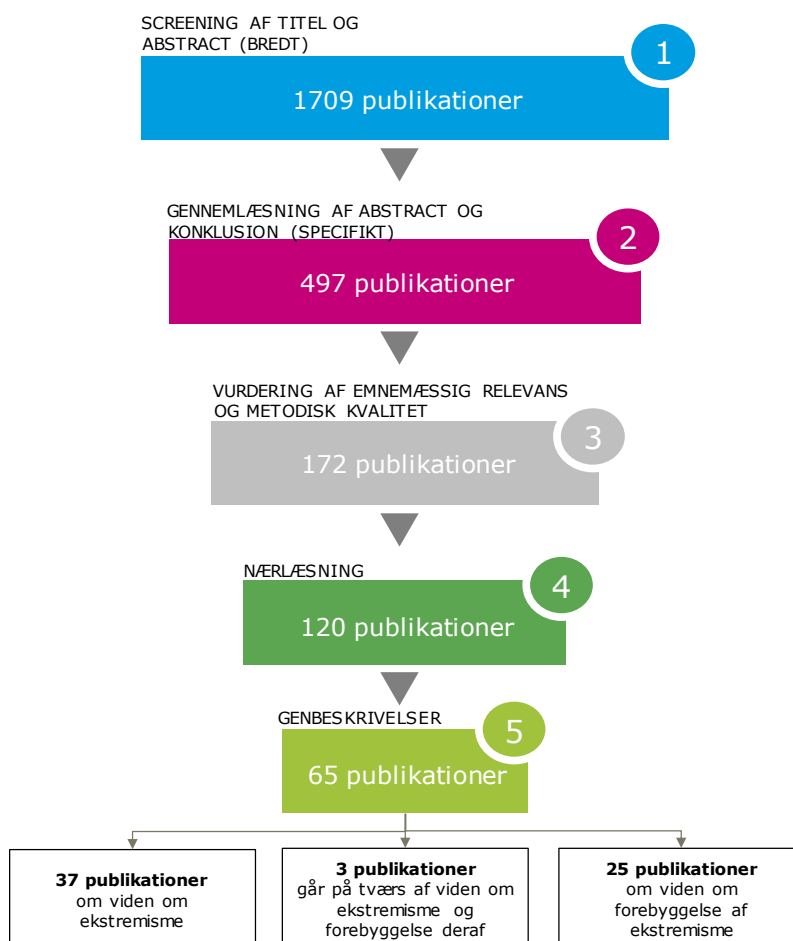 SCREENING AF TITEL OG
ABSTRACT (BREDT)
1
1709 publikationer
GENNEMLÆSNING AF ABSTRACT OG
KONKLUSION (SPECIFIKT)
2
497 publikationer
VURDERING AF EMNEMÆSSIG RELEVANS
OG METODISK KVALITET
3
172 publikationer
NÆRLÆSNING
4
120 publikationer
GENBESKRIVELSER
5
65 publikationer
37 publikationer
om viden om
ekstremisme
3 publikationer
går på tværs af viden om
ekstremisme og
forebyggelse deraf
25 publikationer
om viden om
forebyggelse af
ekstremisme